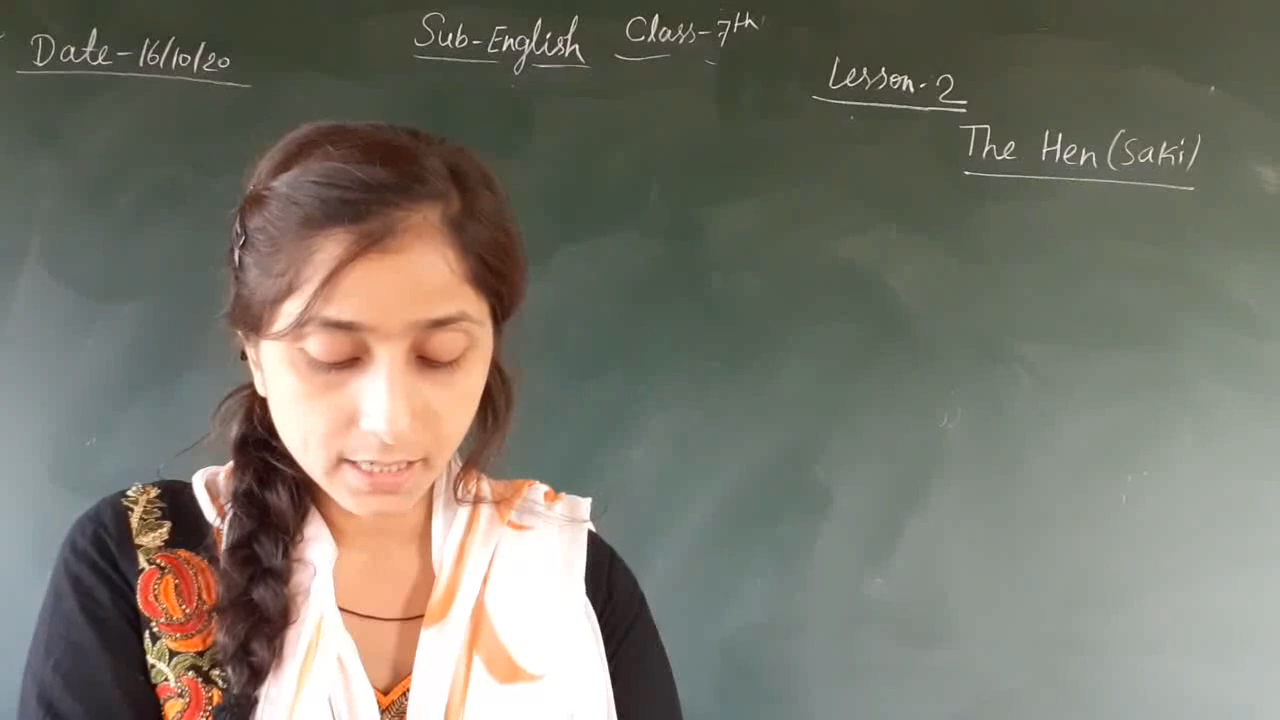 Date-16/10/20
Sub-English Class-7th
Lesson-2
The Hen (Saki)